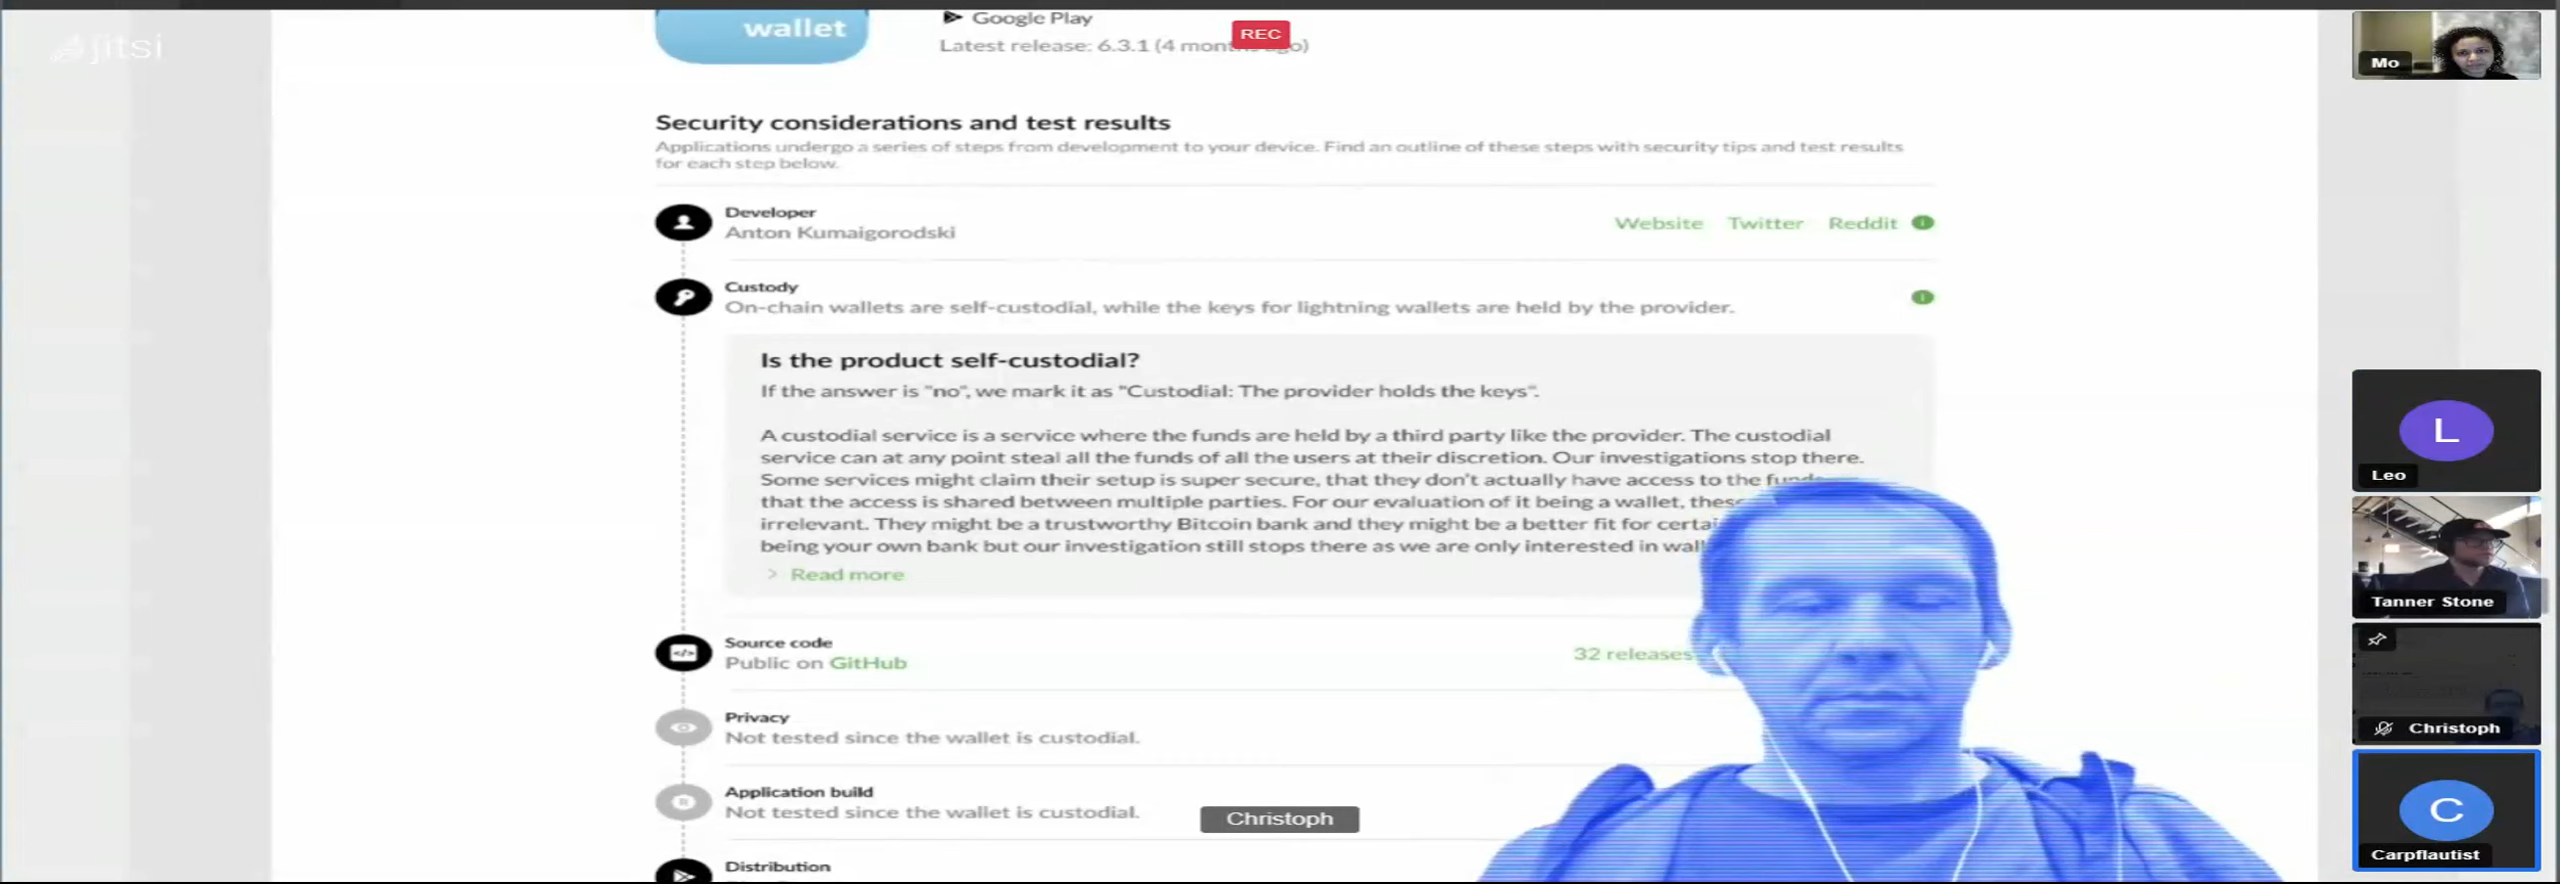 jitsi
wallet
Google Play
Latest release: 6.3.1 (4 months ago)
REC
Security considerations and test results
Applications undergo a series of steps from development to your device. Find an outline of these steps with security tips and test results
for each step below.
Developer
Anton Kumaigorodski
Website Twitter Reddit
Custody
On-chain wallets are self-custodial, while the keys for lightning wallets are held by the provider.
Is the product self-custodial?
If the answer is "no", we mark it as "Custodial: The provider holds the keys".
A custodial service is a service where the funds are held by a third party like the provider. The custodial
service can at any point steal all the funds of all the users at their discretion. Our investigations stop there.
Some services might claim their setup is super secure, that they don't actually have access to the funds
that the access is shared between multiple parties. For our evaluation of it being a wallet, these
irrelevant. They might be a trustworthy Bitcoin bank and they might be a better fit for certai
being your own bank but our investigation still stops there as we are only interested in wall
> Read more
Source code
Public on GitHub
32 releases
Privacy
Not tested since the wallet is custodial.
Application build
Not tested since the wallet is custodial.
Distribution
Christoph
Mo
L
Leo
Tanner Stone
Christoph
C
Carpflautist